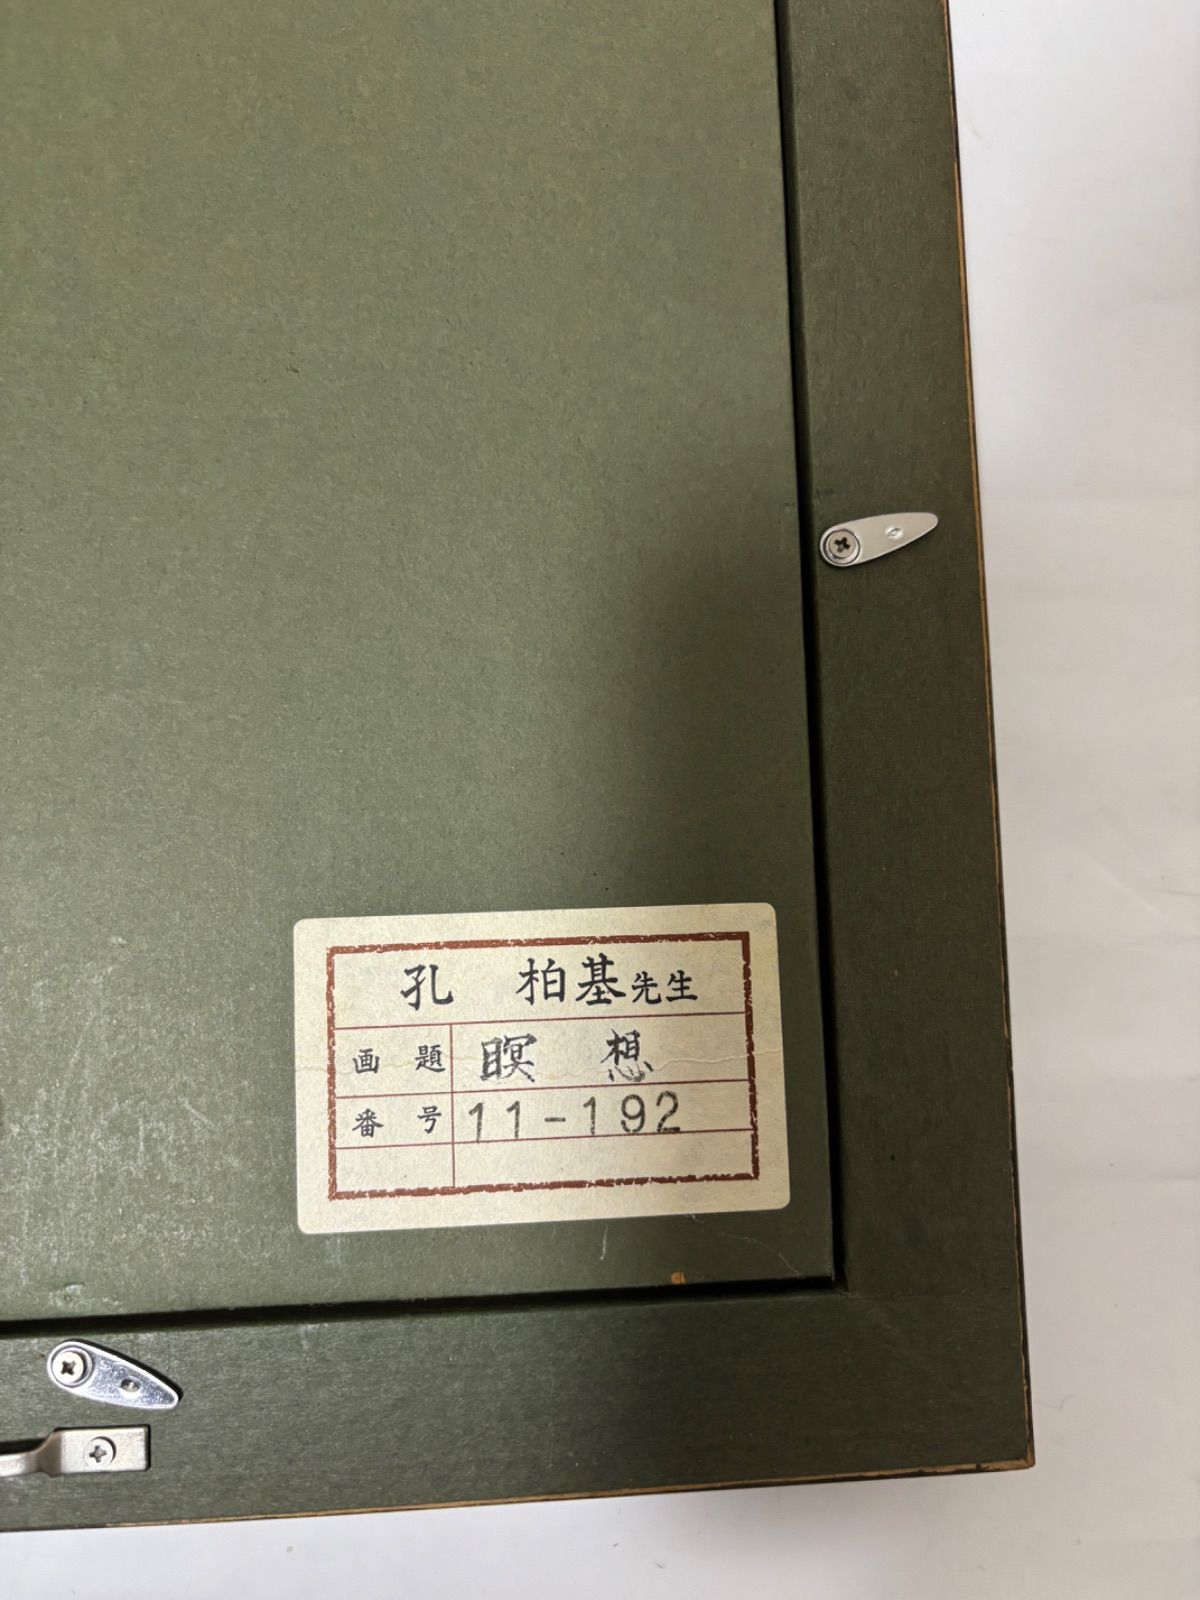 孔 柏基先生
画題 瞑想
番号 11-192